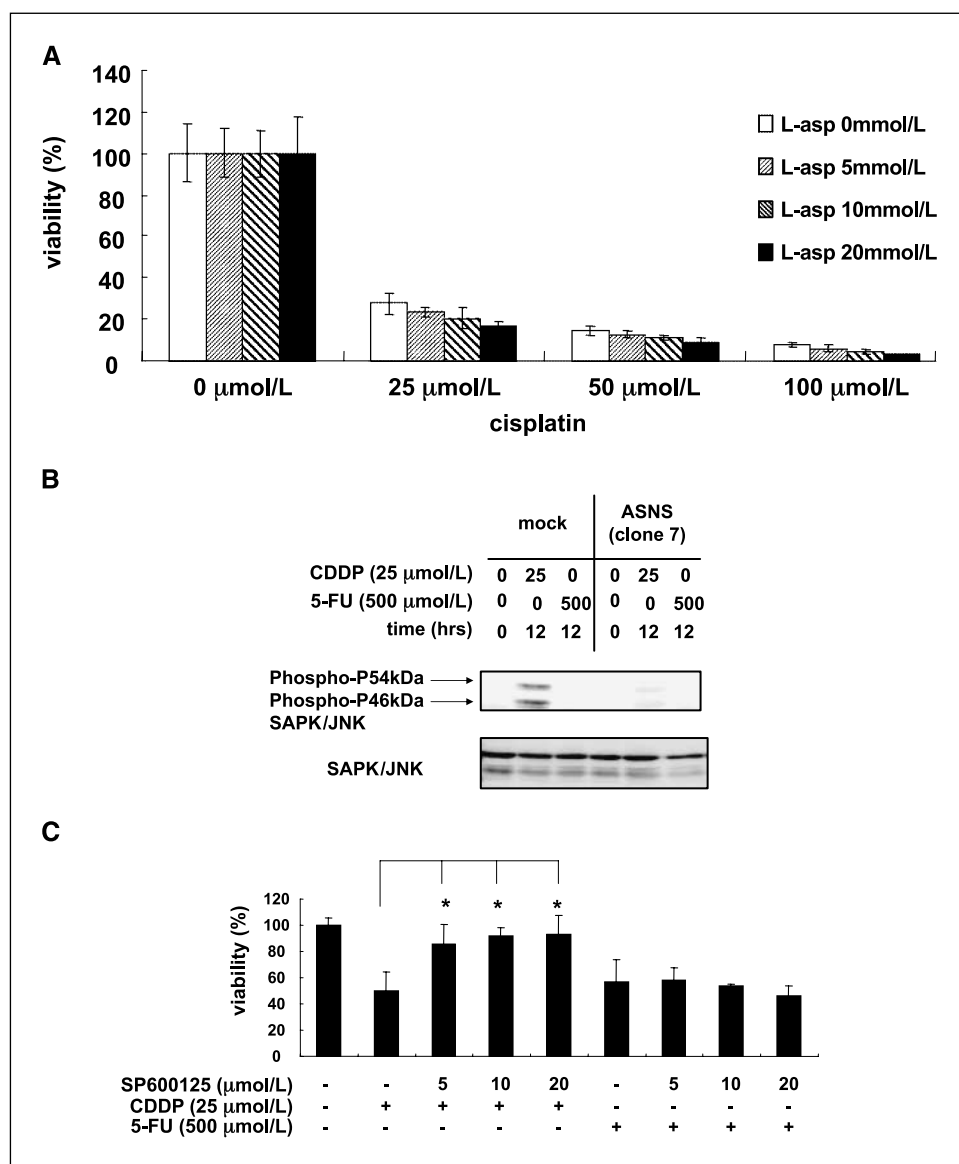 A
140
120
100
80
60
40
20
0
viability (%)
L-asp 0mmol/L
L-asp 5mmol/L
L-asp 10mmol/L
L-asp 20mmol/L
0 μmol/L 25 μmol/L 50 μmol/L 100 μmol/L
cisplatin
B
mock ASNS
(clone 7)
CDDP (25 μmol/L) 0 25 0 0 25 0
5-FU (500 μmol/L) 0 0 500 0 0 500
time (hrs) 0 12 12 0 12 12
Phospho-P54kDa
Phospho-P46kDa
SAPK/JNK
SAPK/JNK
C
120
100
80
60
40
20
0
viability (%)
* * *
SP600125 (μmol/L) - - 5 10 20 - 5 10 20
CDDP (25 μmol/L) - + + + + - - - -
5-FU (500 μmol/L) - - - - - + + + +